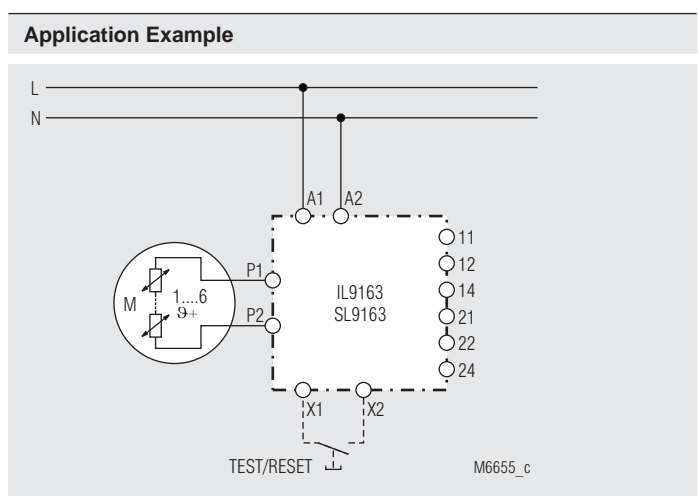 Application Example
L
N
A1 A2
11
12
14
21
22
24
P1
P2
M
1....6
ϑ+
IL9163
SL9163
X1 X2
TEST/RESET
M6655_c